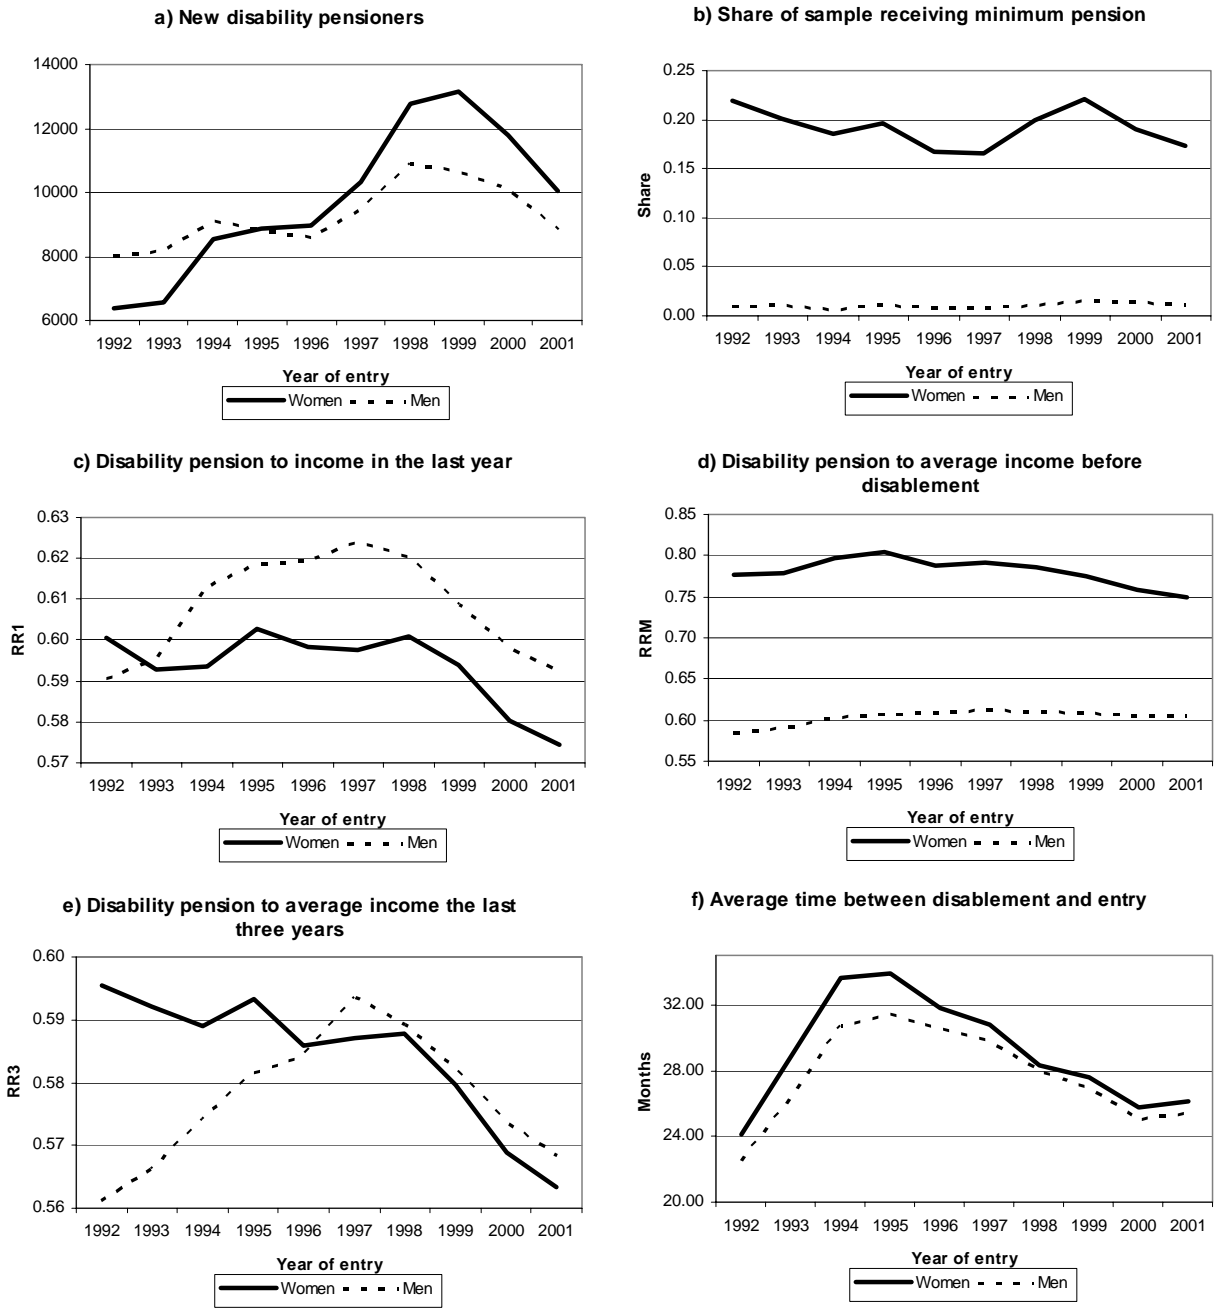 a) New disability pensioners
14000
12000
10000
8000
6000
1992 1993 1994 1995 1996 1997 1998 1999 2000 2001
Year of entry
Women Men
b) Share of sample receiving minimum pension
0.25
0.20
0.15
0.10
0.05
0.00
Share
1992 1993 1994 1995 1996 1997 1998 1999 2000 2001
Year of entry
Women Men
c) Disability pension to income in the last year
0.63
0.62
0.61
0.60
0.59
0.58
0.57
RR1
1992 1993 1994 1995 1996 1997 1998 1999 2000 2001
Year of entry
Women Men
d) Disability pension to average income before
disablement
0.85
0.80
0.75
0.70
0.65
0.60
0.55
RRM
1992 1993 1994 1995 1996 1997 1998 1999 2000 2001
Year of entry
Women Men
e) Disability pension to average income the last
three years
0.60
0.59
0.58
0.57
0.56
RR3
1992 1993 1994 1995 1996 1997 1998 1999 2000 2001
Year of entry
Women Men
f) Average time between disablement and entry
32.00
28.00
24.00
20.00
Months
1992 1993 1994 1995 1996 1997 1998 1999 2000 2001
Year of entry
Women Men